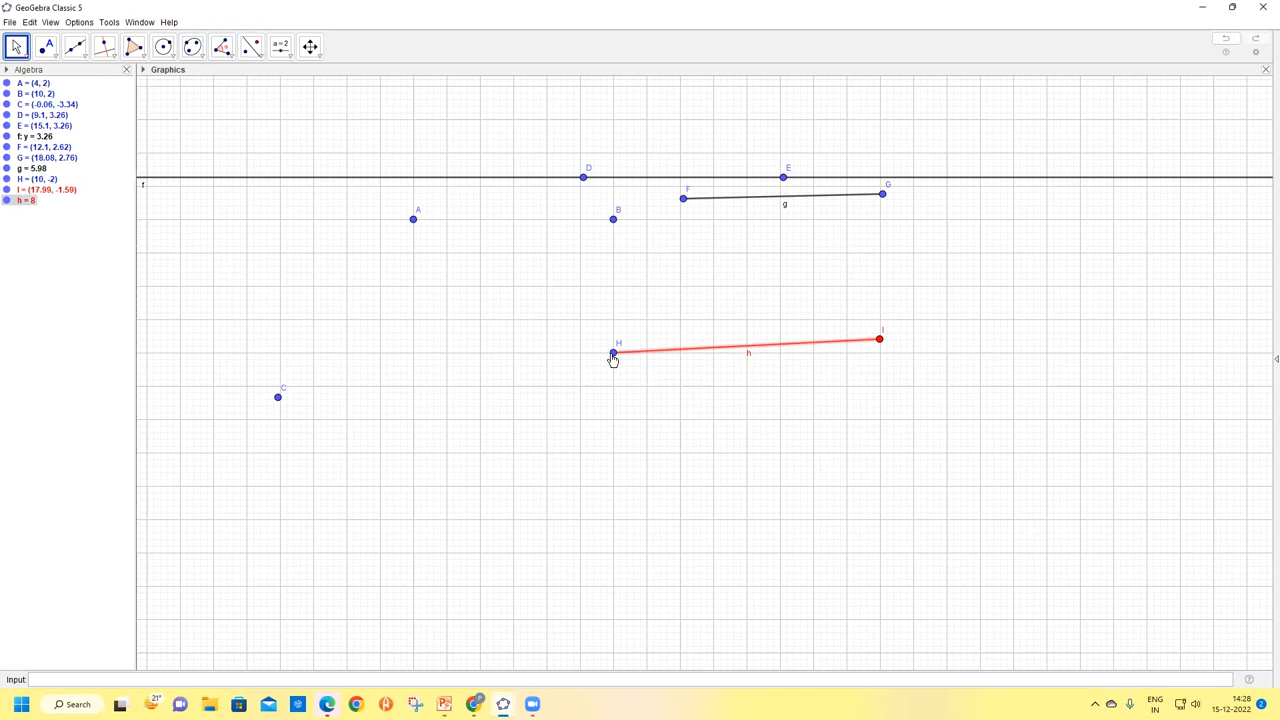 GeoGebra Classic 5
File Edit View Options Tools Window Help
A
a = 2
Algebra
Graphics
A = (4, 2)
B = (10, 2)
C = (-0.06, -3.34)
D = (9.1, 3.26)
E = (15.1, 3.26)
f: y = 3.26
F = (12.1, 2.62)
G = (18.08, 2.76)
g = 5.98
H = (10, -2)
I = (17.99, -1.59)
h = 8
D
E
f
F
G
g
A
B
H
I
h
C
Input:
Search
21°
ENG
IN
14:28
15-12-2022
2